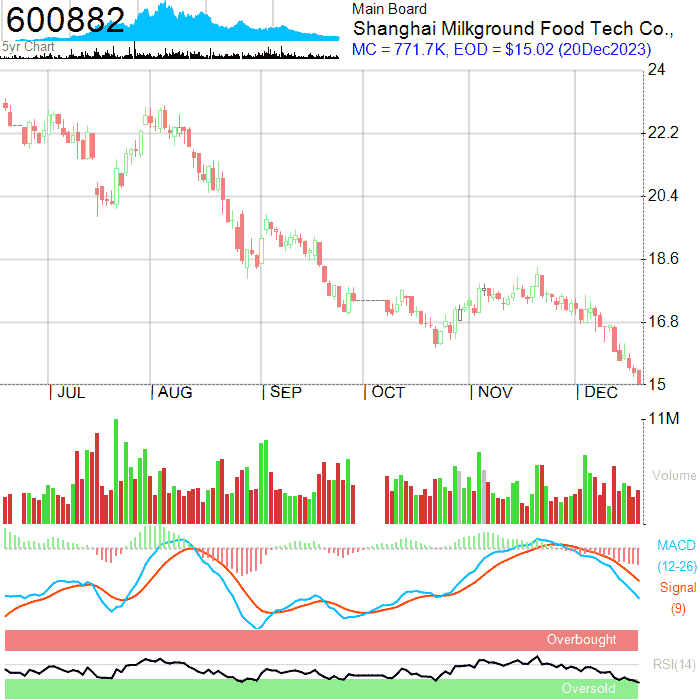 600882
5yr Chart
Main Board
Shanghai Milkground Food Tech Co.,
MC = 771.7K, EOD = $15.02 (20Dec2023)
24
22.2
20.4
18.6
16.8
15
| JUL | AUG | SEP | OCT | NOV | DEC
11M
Volume
MACD
(12-26)
Signal
(9)
Overbought
RSI(14)
Oversold